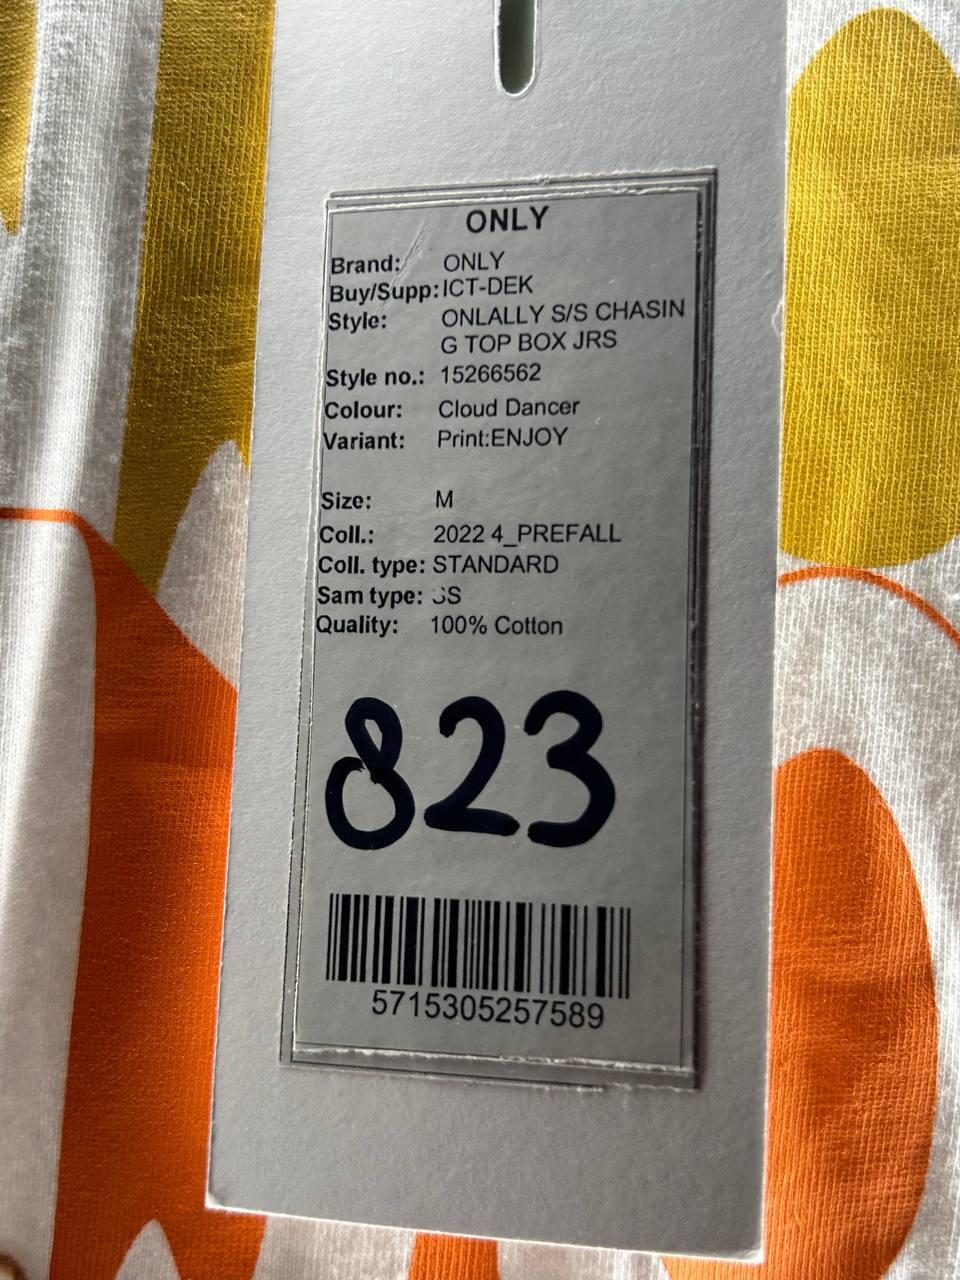 ONLY
Brand: ONLY
Buy/Supp: ICT-DEK
Style: ONLALLY S/S CHASIN
G TOP BOX JRS
Style no.: 15266562
Colour: Cloud Dancer
Variant: Print:ENJOY
Size: M
Coll.: 2022 4_PREFALL
Coll. type: STANDARD
Sam type: SS
Quality: 100% Cotton
823
5715305257589